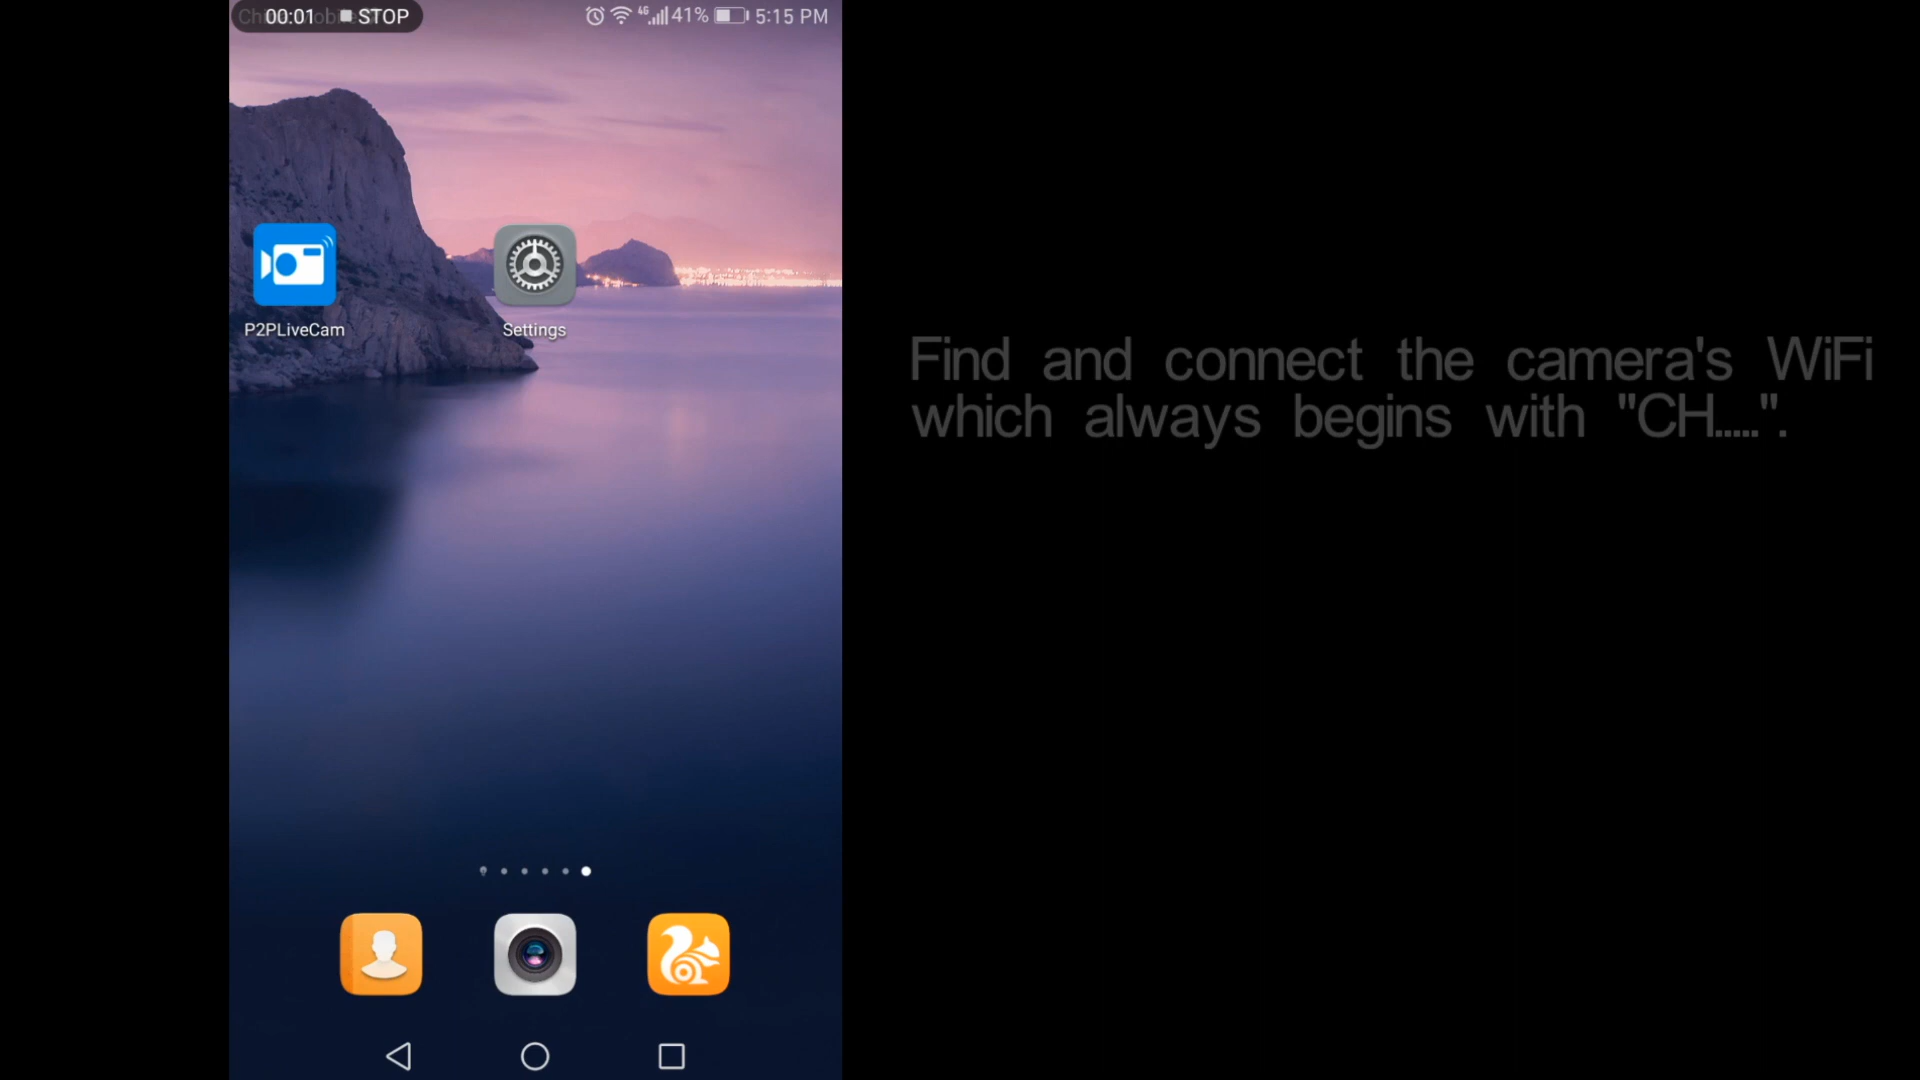 00:01 STOP
4G 41% 5:15 PM
P2PLiveCam
Settings
Find and connect the camera's WiFi
which always begins with "CH.....".